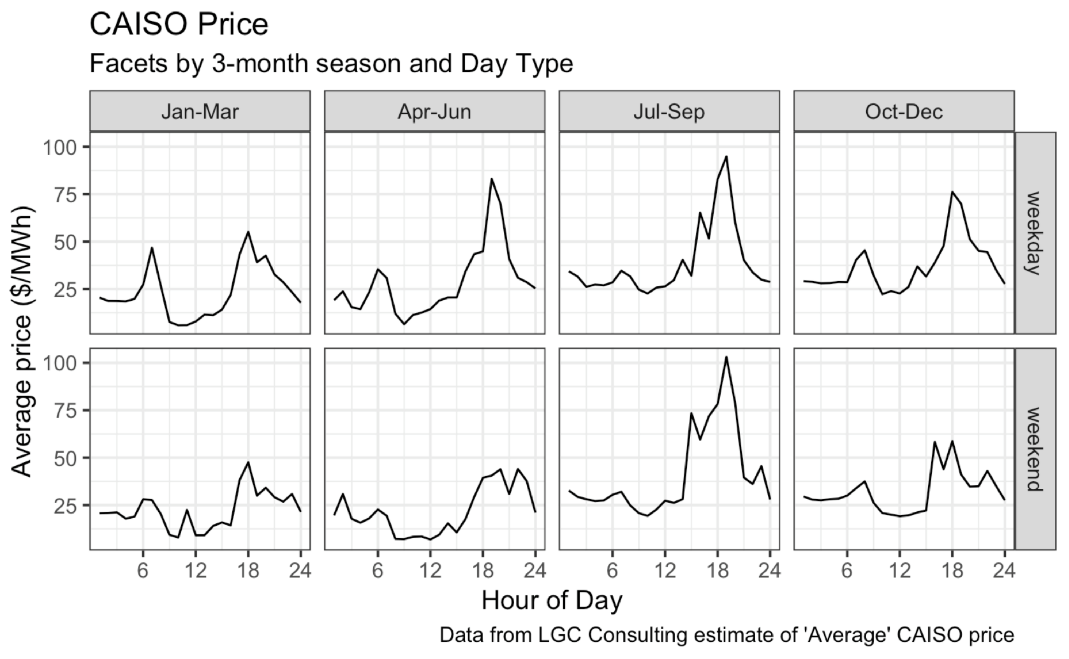 CAISO Price
Facets by 3-month season and Day Type
Jan-Mar Apr-Jun Jul-Sep Oct-Dec
Average price ($/MWh)
100
75
50
25
weekday
100
75
50
25
weekend
6 12 18 24 6 12 18 24 6 12 18 24 6 12 18 24
Hour of Day
Data from LGC Consulting estimate of 'Average' CAISO price